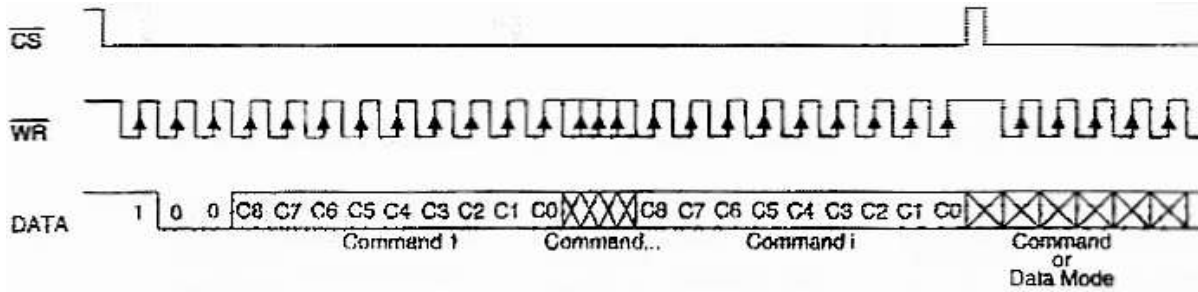 CS
WR
DATA 1 0 0 C8 C7 C6 C5 C4 C3 C2 C1 C0 C8 C7 C6 C5 C4 C3 C2 C1 C0
Command 1 Command... Command i Command
or
Data Mode